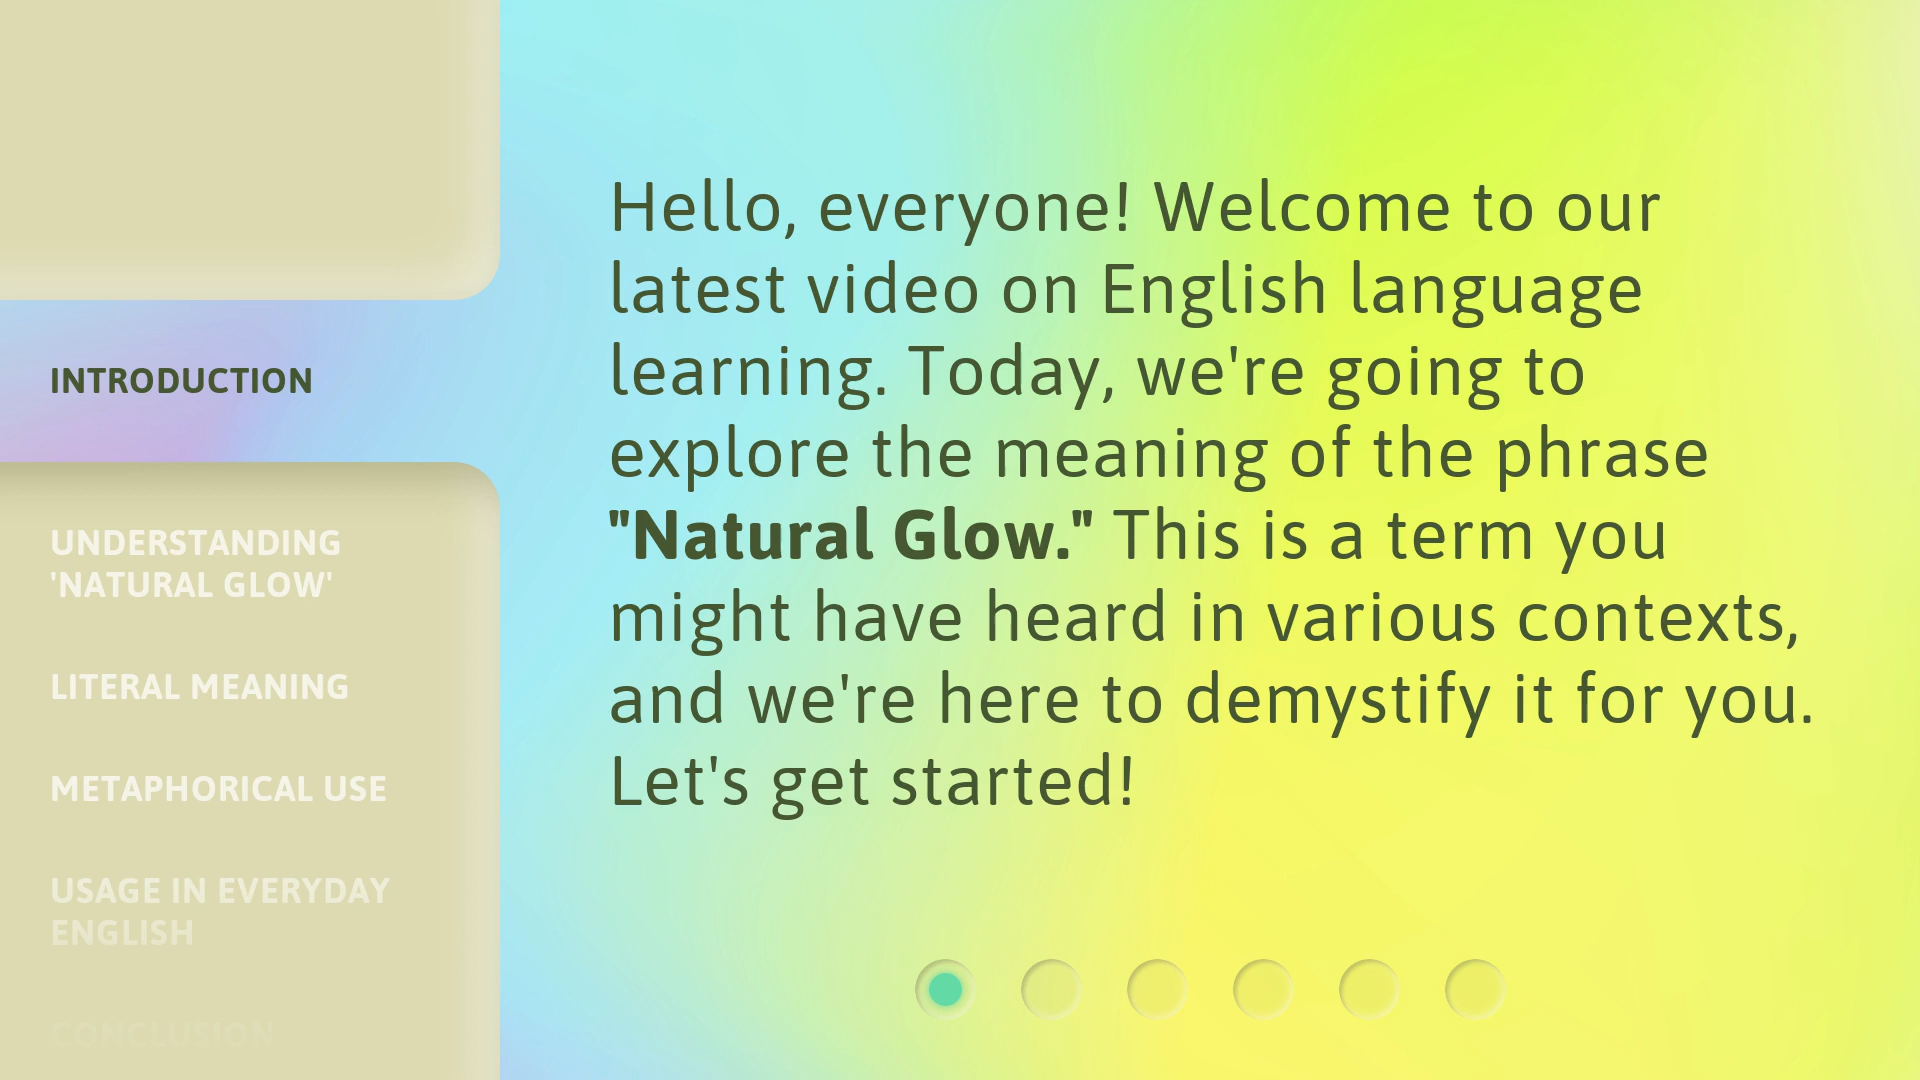 INTRODUCTION
UNDERSTANDING
'NATURAL GLOW'
LITERAL MEANING
METAPHORICAL USE
USAGE IN EVERYDAY
ENGLISH
CONCLUSION
Hello, everyone! Welcome to our
latest video on English language
learning. Today, we're going to
explore the meaning of the phrase
"Natural Glow." This is a term you
might have heard in various contexts,
and we're here to demystify it for you.
Let's get started!